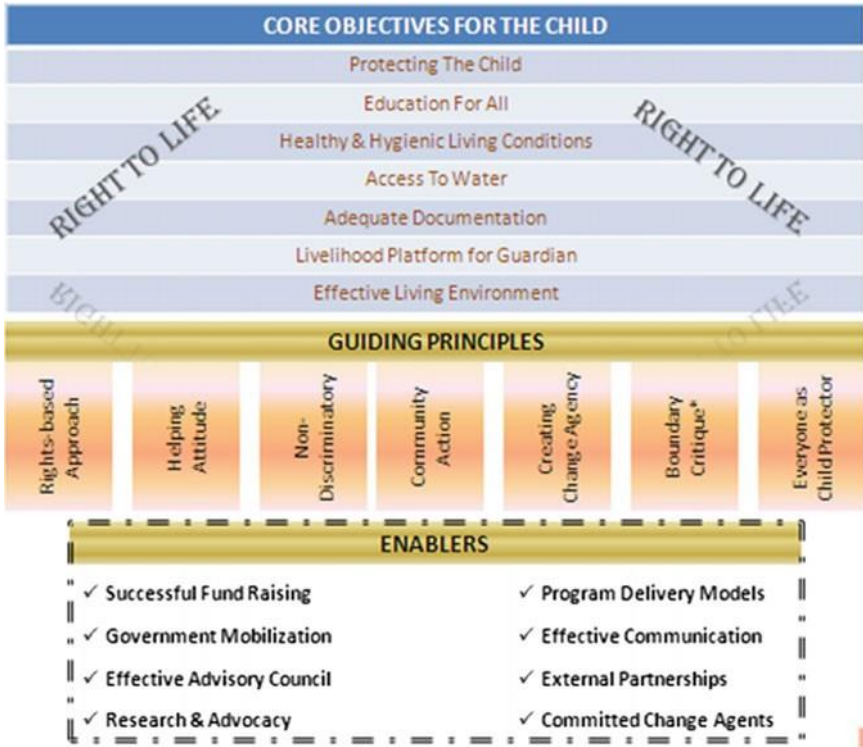 CORE OBJECTIVES FOR THE CHILD
Protecting The Child
Education For All
Healthy & Hygienic Living Conditions
Access To Water
Adequate Documentation
Livelihood Platform for Guardian
Effective Living Environment
RIGHT TO LIFE
RIGHT TO LIFE
GUIDING PRINCIPLES
Rights-based
Approach
Helping
Attitude
Non-
Discriminatory
Community
Action
Creating
Change Agency
Boundary
Critique*
Everyone as
Child Protector
ENABLERS
✓ Successful Fund Raising
✓ Government Mobilization
✓ Effective Advisory Council
✓ Research & Advocacy
✓ Program Delivery Models
✓ Effective Communication
✓ External Partnerships
✓ Committed Change Agents